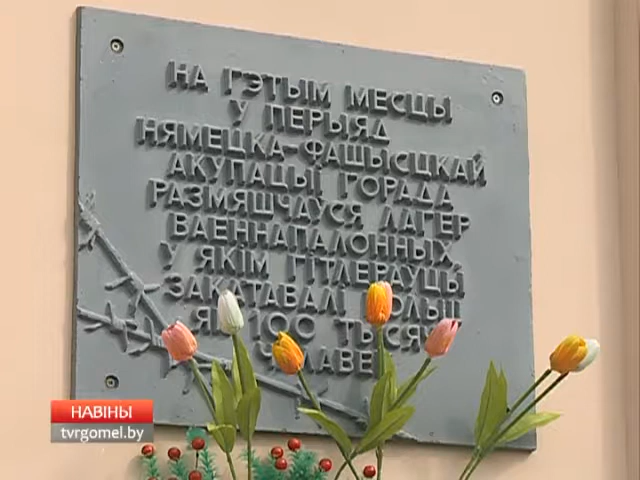 НА ГЭТЫМ МЕСЦЫ
У ПЕРЫЯД
НЯМЕЦКА-ФАШЫСЦКАЙ
АКУПАЦЫІ ГОРАДА
РАЗМЯШЧАЎСЯ ЛАГЕР
ВАЕННАПАЛОННЫХ,
У ЯКІМ ГІТЛЕРАЎЦЫ
ЗАКАТАВАЛІ БОЛЬШ
ЯК 100 ТЫСЯЧ
ЧАЛАВЕК
НАВІНЫ
tvrgomel.by